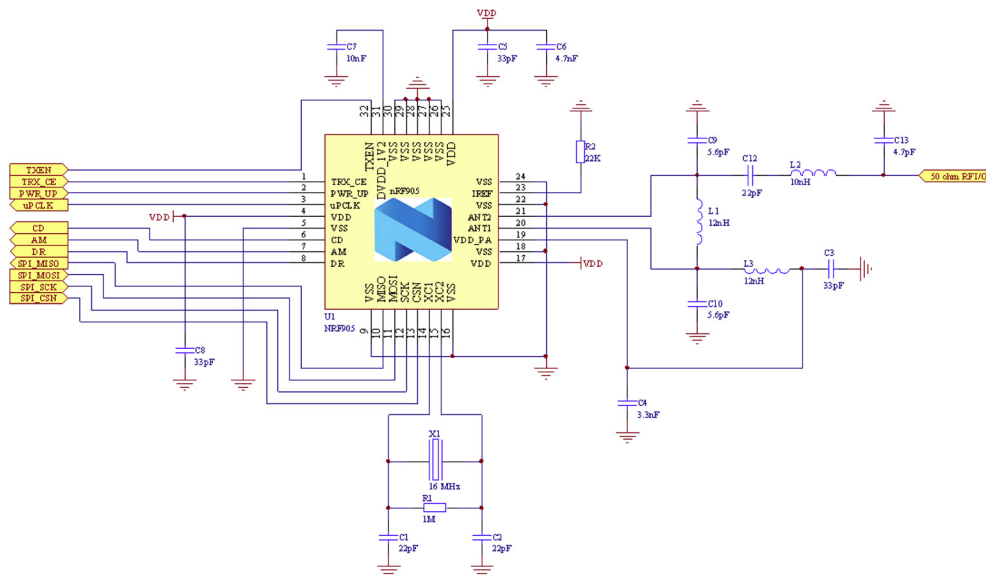 VDD
C7
10nF
C5
33pF
C6
4.7nF
32
31
30
29
28
27
26
25
TXEN
DVDD_1V2
VSS
VSS
VSS
VSS
VSS
VDD
R2
22K
C9
5.6pF
C12
22pF
L2
10nH
C13
4.7pF
50 ohm RFI/O
TXEN
TRX_CE
PWR_UP
uPCLK
CD
AM
DR
SPI_MISO
SPI_MOSI
SPI_SCK
SPI_CSN
VDD
1
2
3
4
5
6
7
8
TRX_CE
PWR_UP
uPCLK
VDD
VSS
CD
AM
DR
nRF905
VSS
IREF
VSS
ANT2
ANT1
VDD_PA
VSS
VDD
24
23
22
21
20
19
18
17
VDD
L1
12nH
L3
12nH
C3
33pF
C10
5.6pF
VSS
MISO
MOSI
SCK
CSN
XC1
XC2
VSS
U1
NRF905
9
10
11
12
13
14
15
16
C8
33pF
C4
3.3nF
X1
16 MHz
R1
1M
C1
22pF
C2
22pF